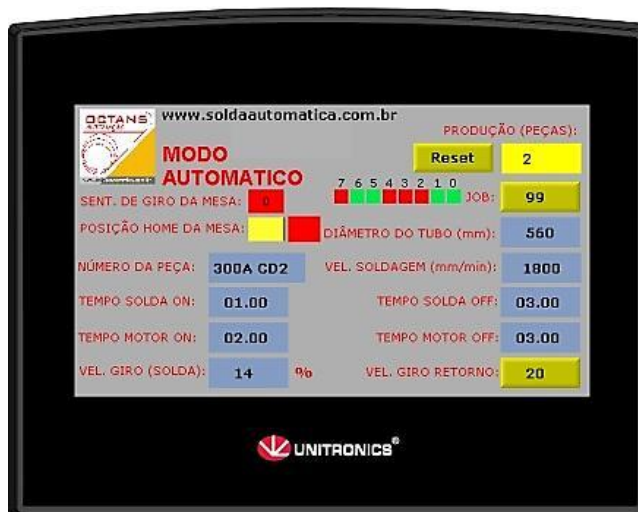 OCTANS
AUTOMAÇÃO
www.soldaautomatica.com.br
PRODUÇÃO (PEÇAS):
MODO
AUTOMATICO
Reset
2
7 6 5 4 3 2 1 0
SENT. DE GIRO DA MESA: 0
JOB: 99
POSIÇÃO HOME DA MESA:
DIÂMETRO DO TUBO (mm): 560
NÚMERO DA PEÇA: 300A CD2
VEL. SOLDAGEM (mm/min): 1800
TEMPO SOLDA ON: 01.00
TEMPO SOLDA OFF: 03.00
TEMPO MOTOR ON: 02.00
TEMPO MOTOR OFF: 03.00
VEL. GIRO (SOLDA): 14 %
VEL. GIRO RETORNO: 20
UNITRONICS®